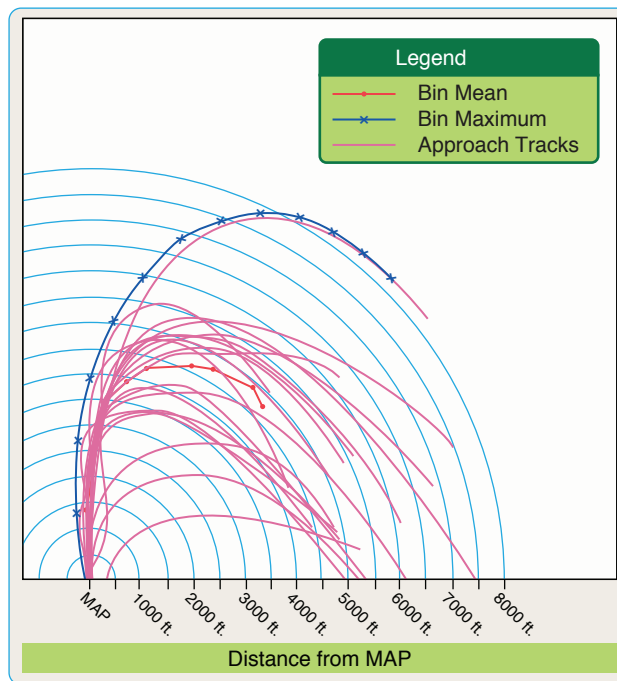 Legend
Bin Mean
Bin Maximum
Approach Tracks
MAP
1000 ft.
2000 ft.
3000 ft.
4000 ft.
5000 ft.
6000 ft.
7000 ft.
8000 ft.
Distance from MAP